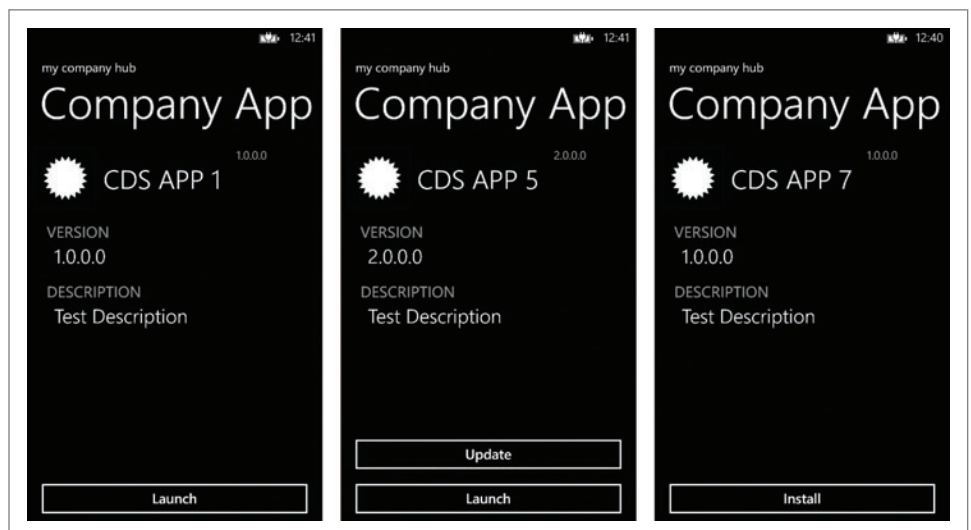 12:41
my company hub
Company App
1.0.0.0
CDS APP 1
VERSION
1.0.0.0
DESCRIPTION
Test Description
Launch
12:41
my company hub
Company App
2.0.0.0
CDS APP 5
VERSION
2.0.0.0
DESCRIPTION
Test Description
Update
Launch
12:40
my company hub
Company App
1.0.0.0
CDS APP 7
VERSION
1.0.0.0
DESCRIPTION
Test Description
Install